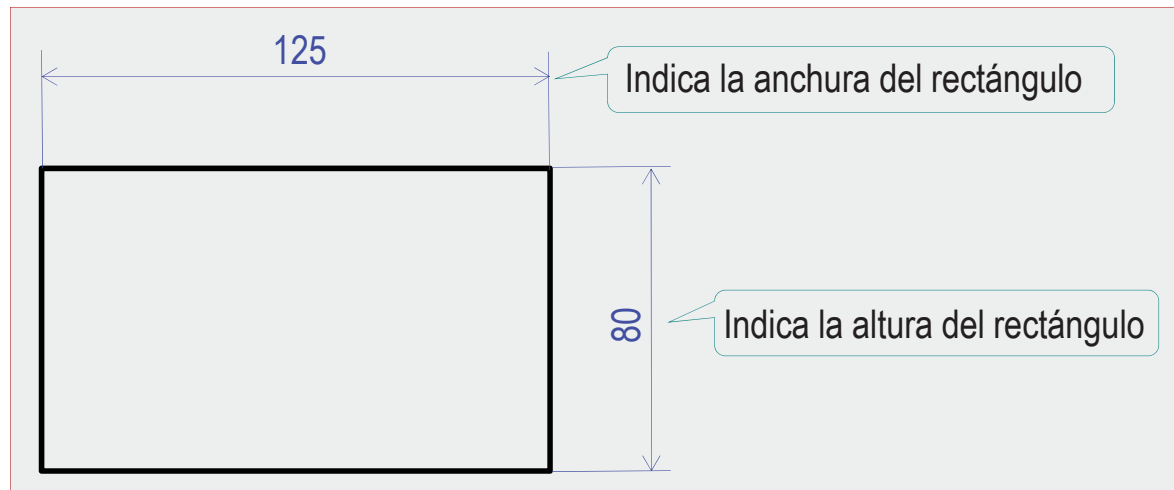 125
Indica la anchura del rectángulo
80
Indica la altura del rectángulo